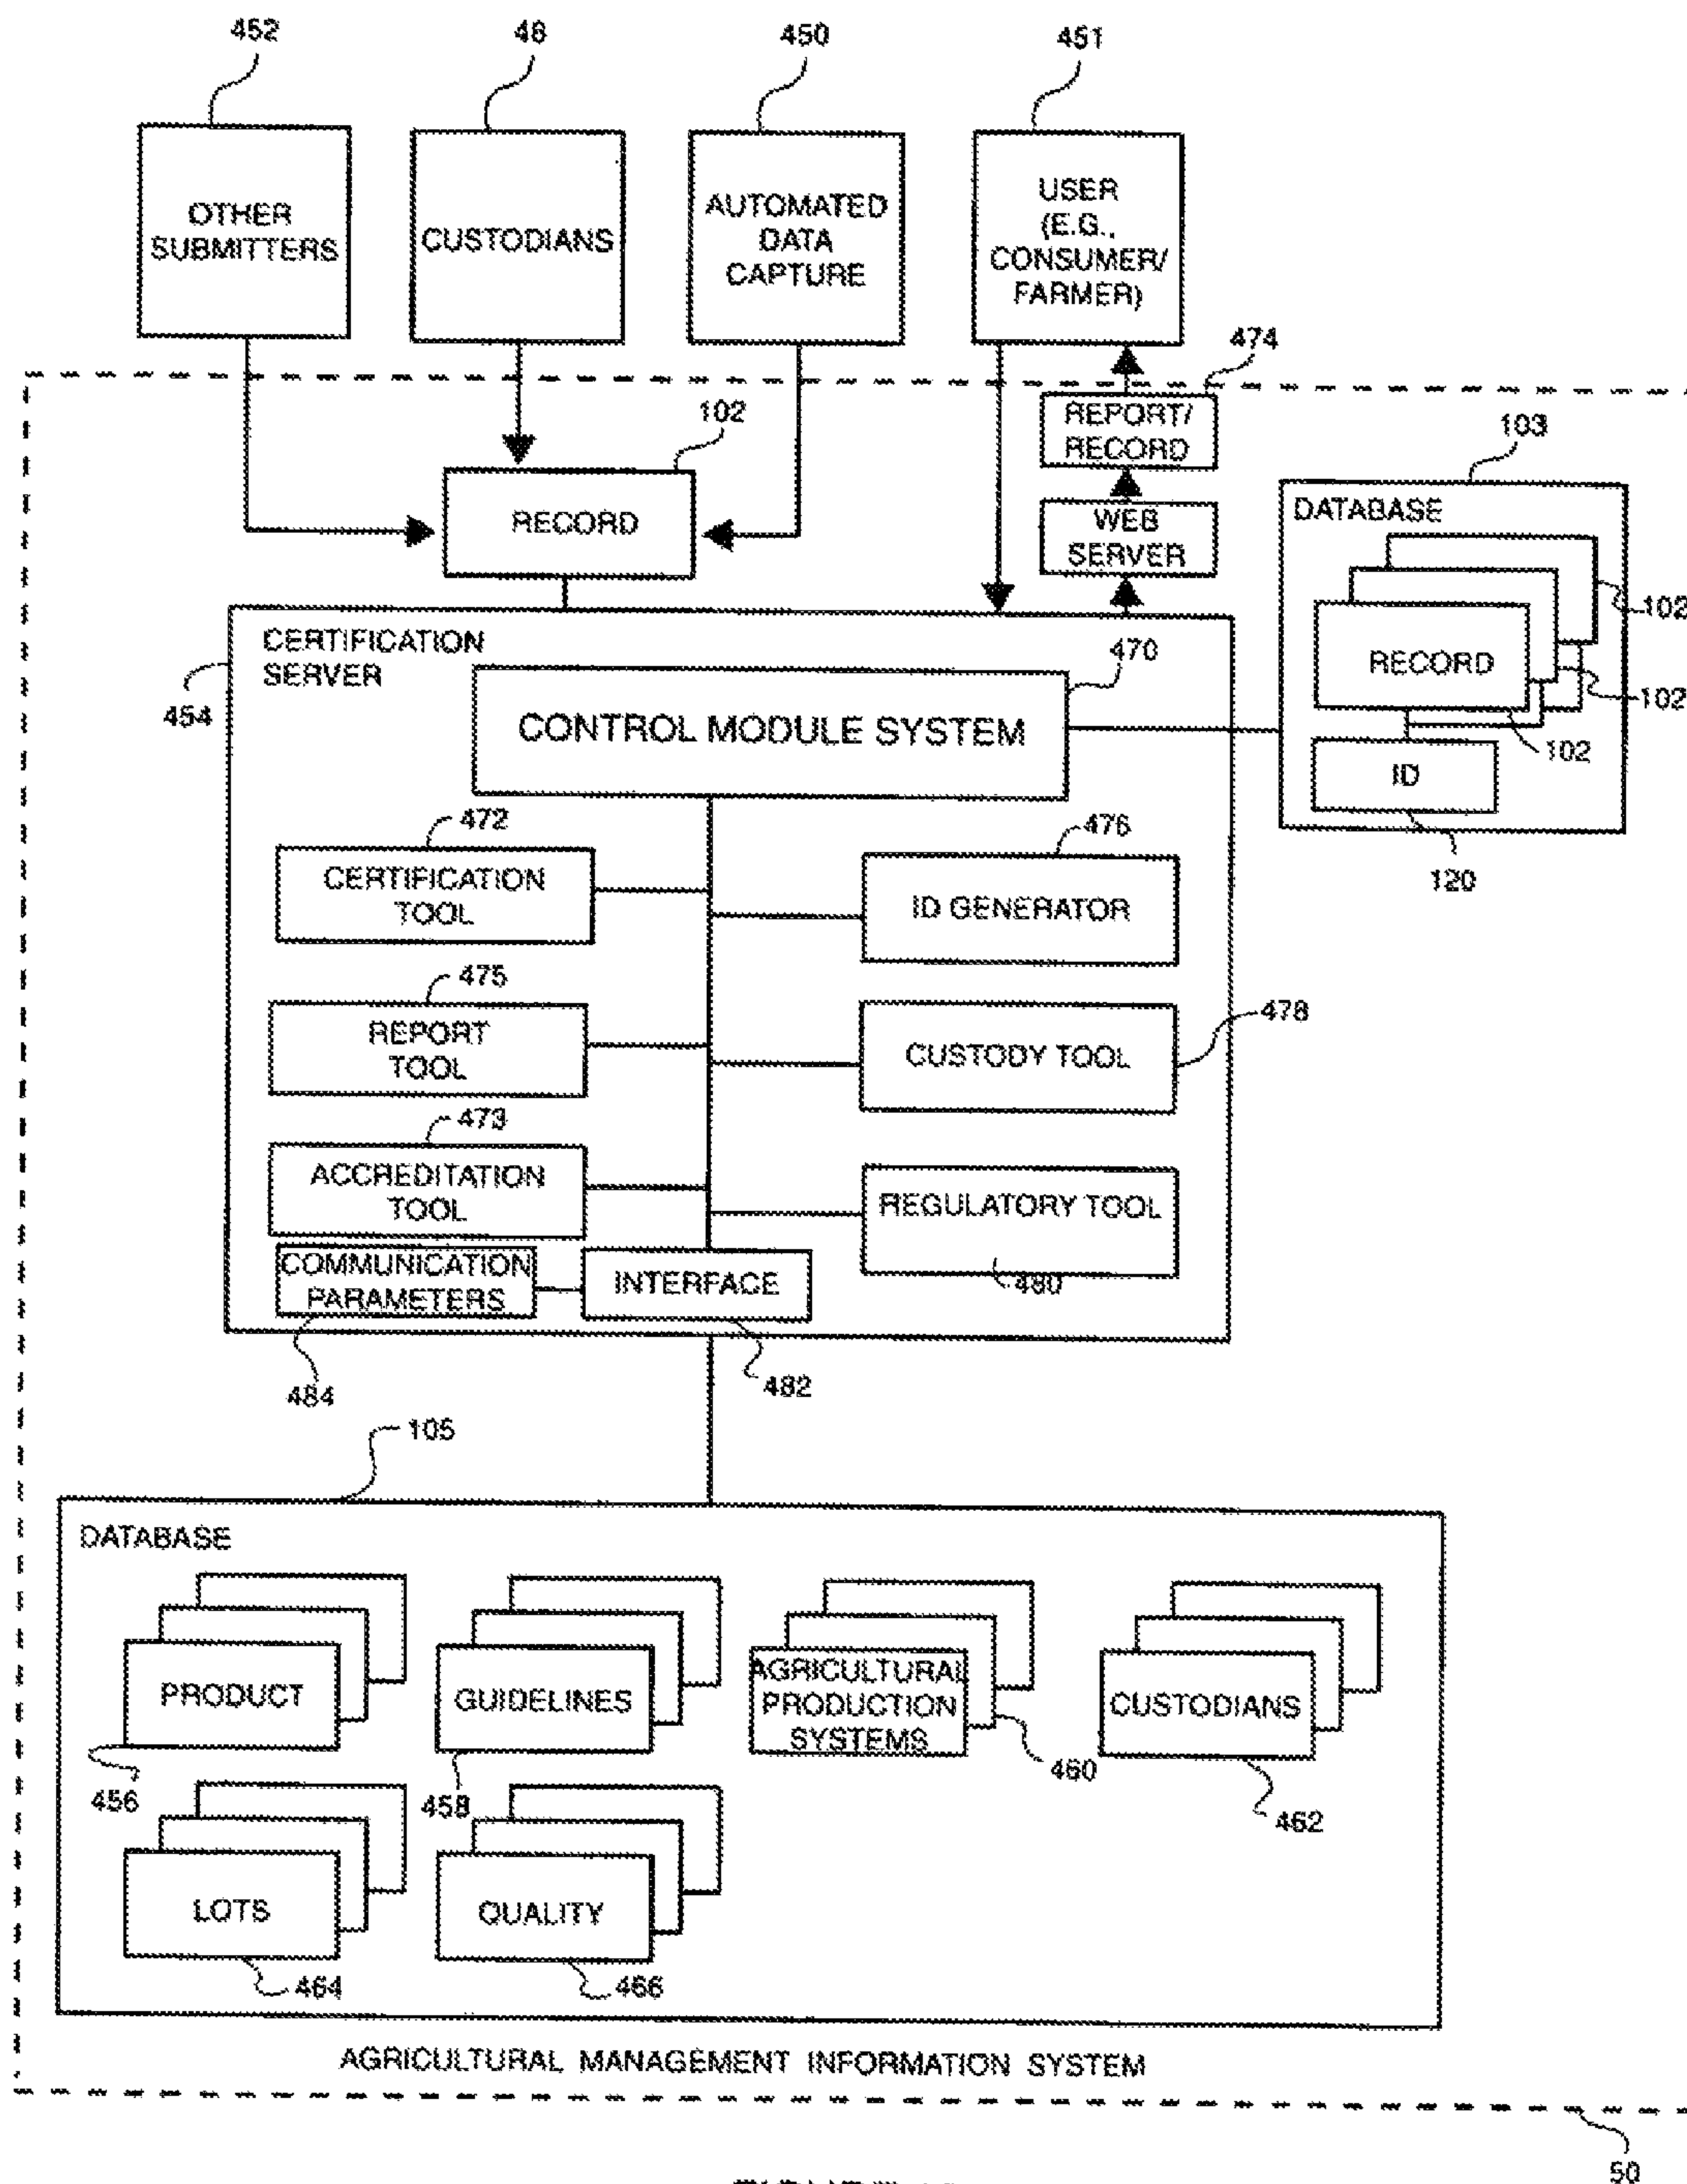 452
48
450
451
OTHER
SUBMITTERS
CUSTODIANS
AUTOMATED
DATA
CAPTURE
USER
(E.G.,
CONSUMER/
FARMER)
474
REPORT/
RECORD
102
RECORD
WEB
SERVER
103
DATABASE
102
RECORD
102
102
ID
120
454
CERTIFICATION
SERVER
470
CONTROL MODULE SYSTEM
472
CERTIFICATION
TOOL
476
ID GENERATOR
475
REPORT
TOOL
478
CUSTODY TOOL
473
ACCREDITATION
TOOL
REGULATORY TOOL
480
COMMUNICATION
PARAMETERS
INTERFACE
484
482
105
DATABASE
PRODUCT
GUIDELINES
AGRICULTURAL
PRODUCTION
SYSTEMS
CUSTODIANS
456
458
460
462
LOTS
QUALITY
464
466
AGRICULTURAL MANAGEMENT INFORMATION SYSTEM
50